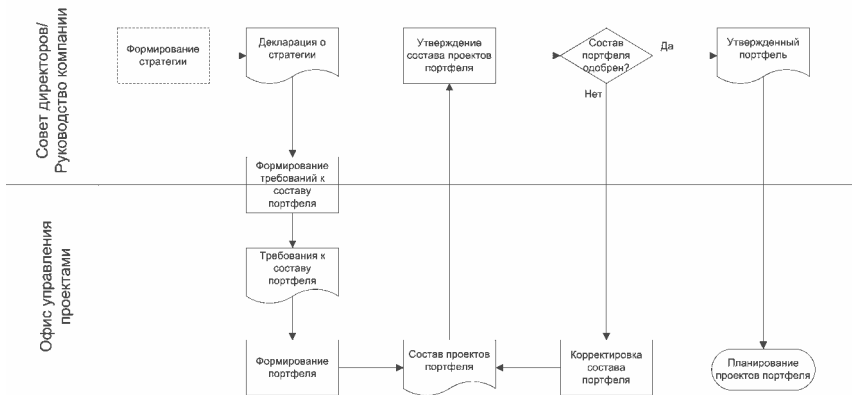 Совет директоров/
Руководство компании
Формирование
стратегии
Декларация о
стратегии
Утверждение
состава проектов
портфеля
Состав
портфеля
одобрен?
Да
Нет
Утвержденный
портфель
Формирование
требований к
составу
портфеля
Офис управления
проектами
Требования к
составу
портфеля
Формирование
портфеля
Состав проектов
портфеля
Корректировка
состава
портфеля
Планирование
проектов портфеля